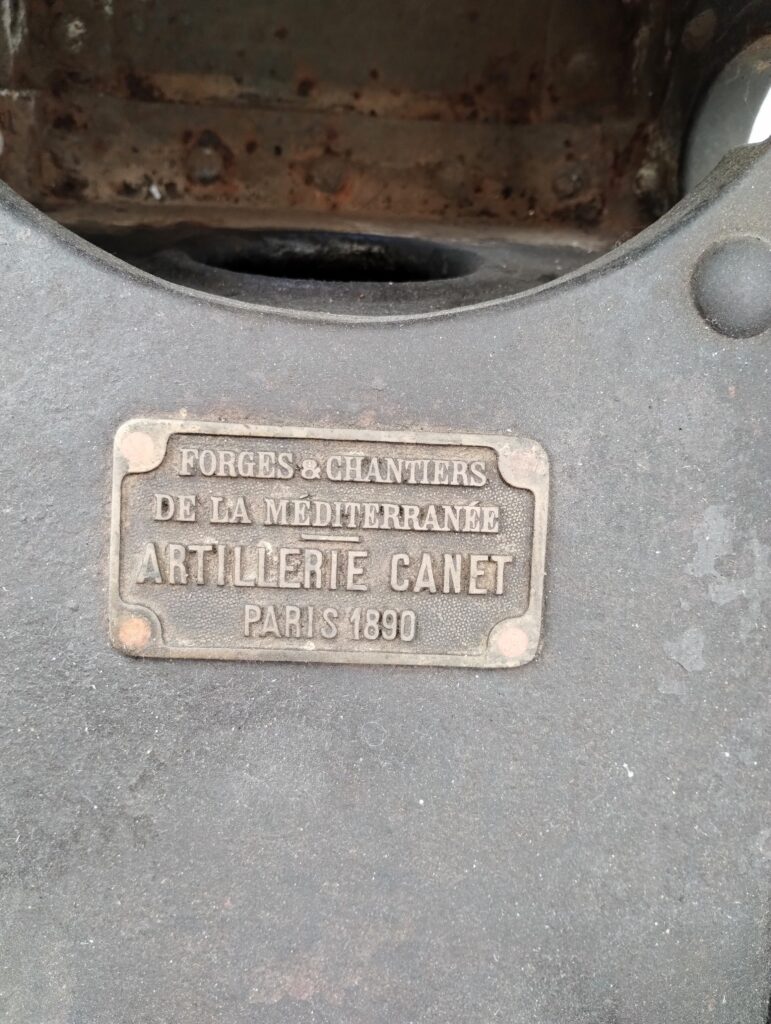 FORGES & CHANTIERS
DE LA MÉDITERRANÉE
ARTILLERIE CANET
PARIS 1890